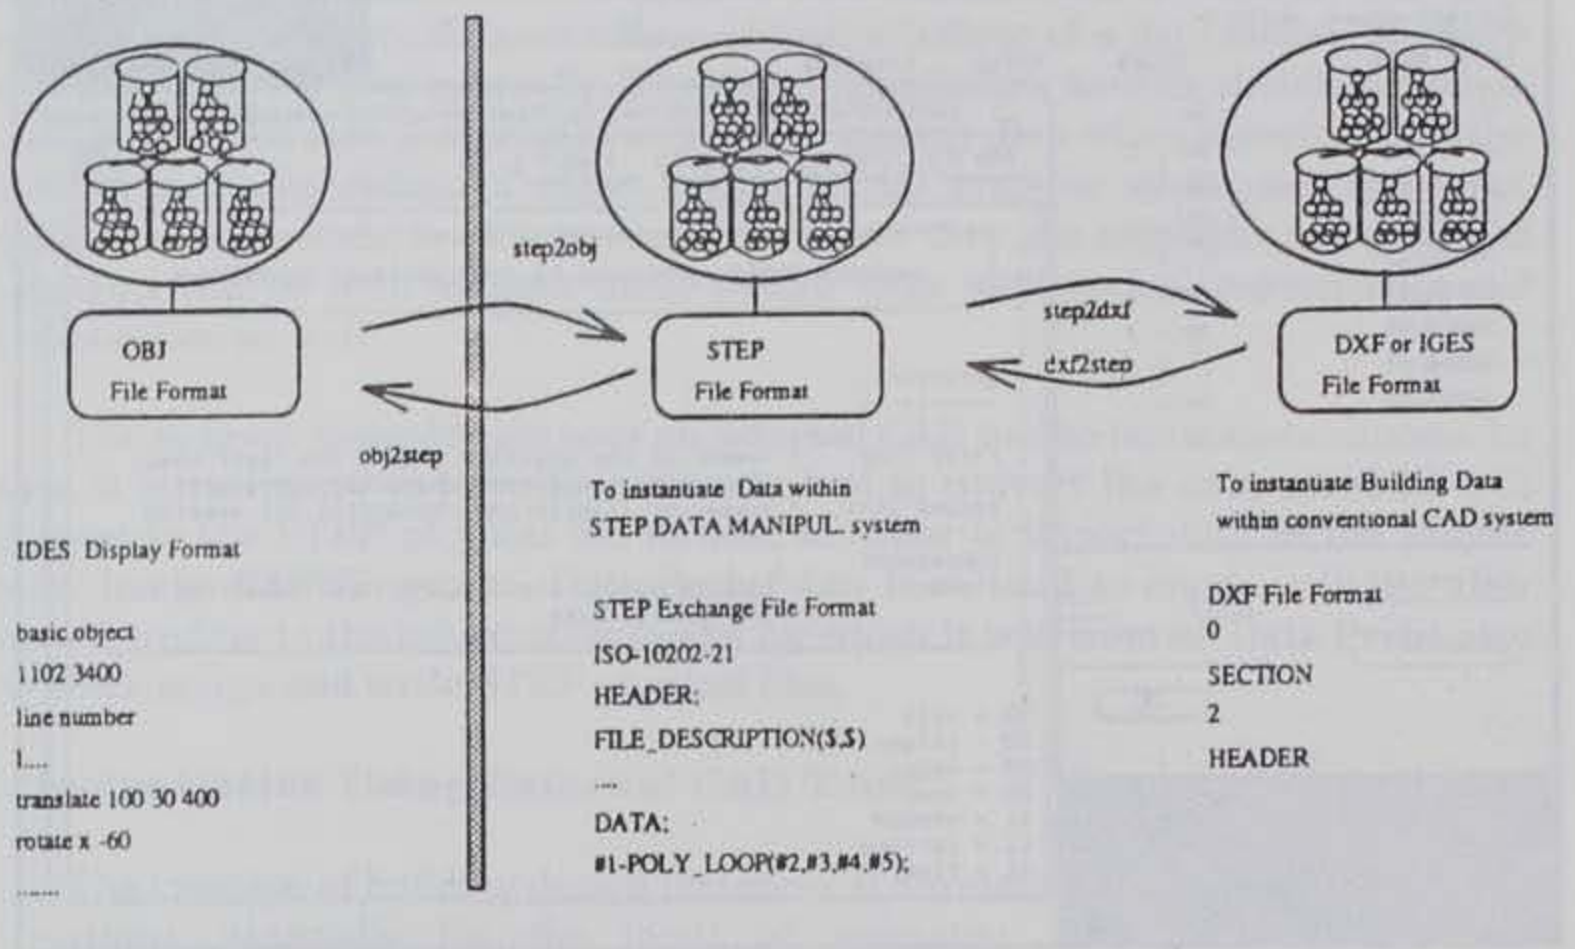 step2obj
OBJ
File Format
obj2step
IDES Display Format
basic object
1102 3400
line number
1....
translate 100 30 400
rotate x -60
.......
STEP
File Format
To instantiate Data within
STEP DATA MANIPUL. system
STEP Exchange File Format
ISO-10202-21
HEADER;
FILE_DESCRIPTION($,$)
....
DATA;
#1-POLY_LOOP(#2,#3,#4,#5);
step2dxf
dxf2step
DXF or IGES
File Format
To instantiate Building Data
within conventional CAD system
DXF File Format
0
SECTION
2
HEADER